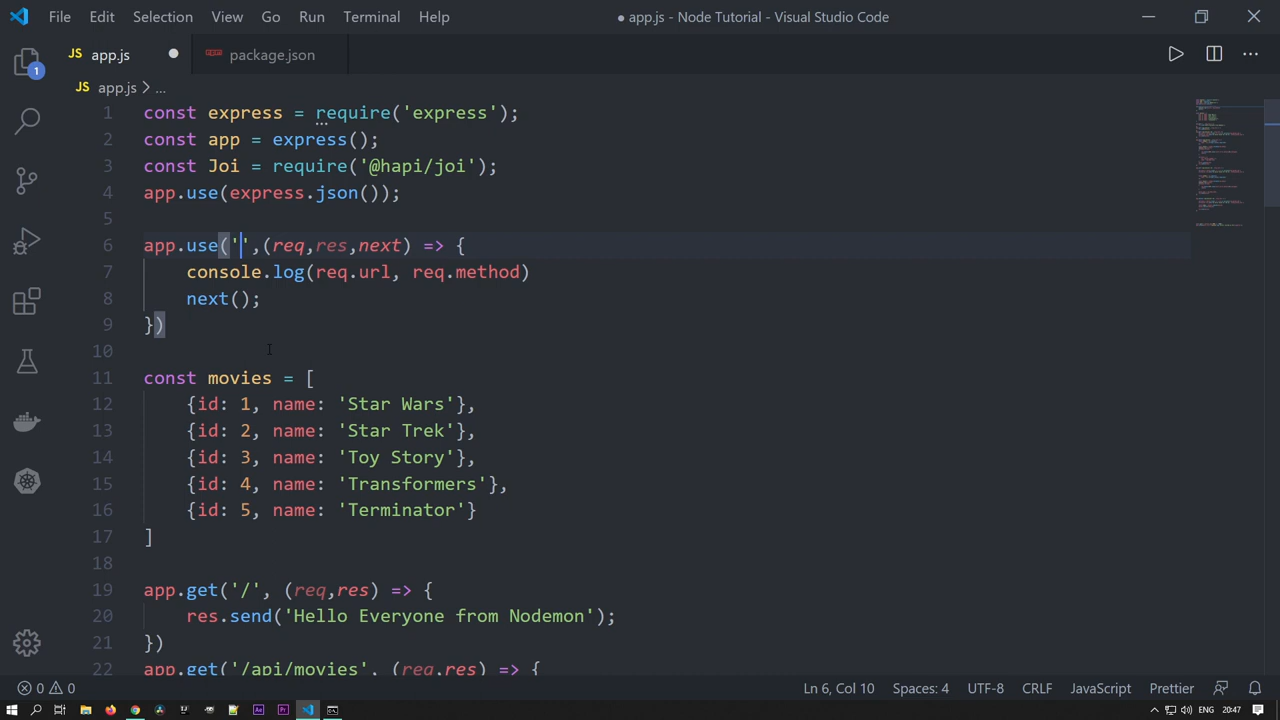 File Edit Selection View Go Run Terminal Help
● app.js - Node Tutorial - Visual Studio Code
1
JS app.js ●
package.json
JS app.js > ...
1 const express = require('express');
2 const app = express();
3 const Joi = require('@hapi/joi');
4 app.use(express.json());
5
6 app.use('',(req,res,next) => {
7 console.log(req.url, req.method)
8 next();
9 })
10
11 const movies = [
12 {id: 1, name: 'Star Wars'},
13 {id: 2, name: 'Star Trek'},
14 {id: 3, name: 'Toy Story'},
15 {id: 4, name: 'Transformers'},
16 {id: 5, name: 'Terminator'}
17 ]
18
19 app.get('/', (req,res) => {
20 res.send('Hello Everyone from Nodemon');
21 })
22 app.get('/api/movies', (req,res) => {
0 0 Ln 6, Col 10 Spaces: 4 UTF-8 CRLF JavaScript Prettier
Ae Pr ENG 20:47